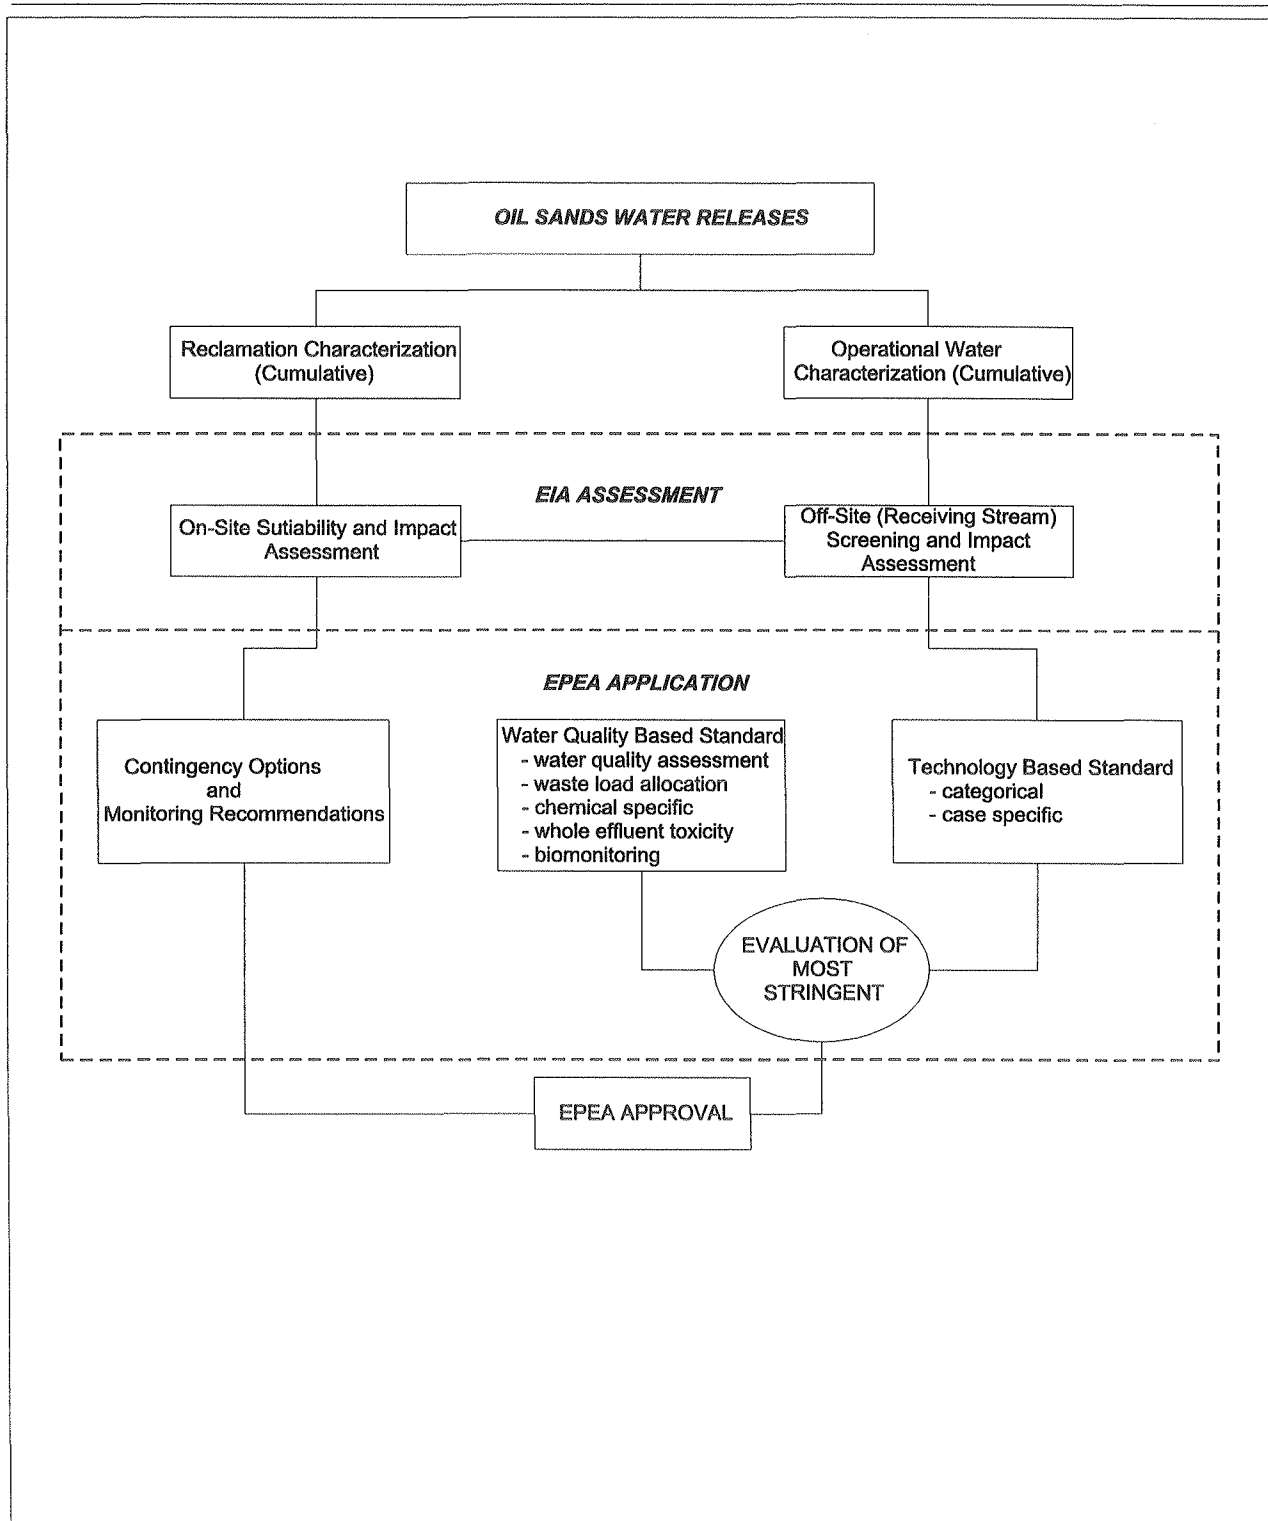 OIL SANDS WATER RELEASES
Reclamation Characterization
(Cumulative)
Operational Water
Characterization (Cumulative)
EIA ASSESSMENT
On-Site Sutiability and Impact
Assessment
Off-Site (Receiving Stream)
Screening and Impact
Assessment
EPEA APPLICATION
Contingency Options
and
Monitoring Recommendations
Water Quality Based Standard
- water quality assessment
- waste load allocation
- chemical specific
- whole effluent toxicity
- biomonitoring
Technology Based Standard
- categorical
- case specific
EVALUATION OF
MOST
STRINGENT
EPEA APPROVAL